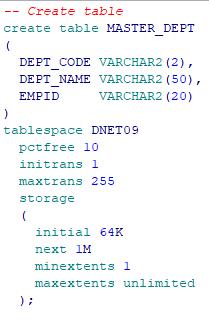 -- Create table
create table MASTER_DEPT
(
  DEPT_CODE VARCHAR2(2),
  DEPT_NAME VARCHAR2(50),
  EMPID     VARCHAR2(20)
)
tablespace DNET09
  pctfree 10
  initrans 1
  maxtrans 255
  storage
  (
    initial 64K
    next 1M
    minextents 1
    maxextents unlimited
  );